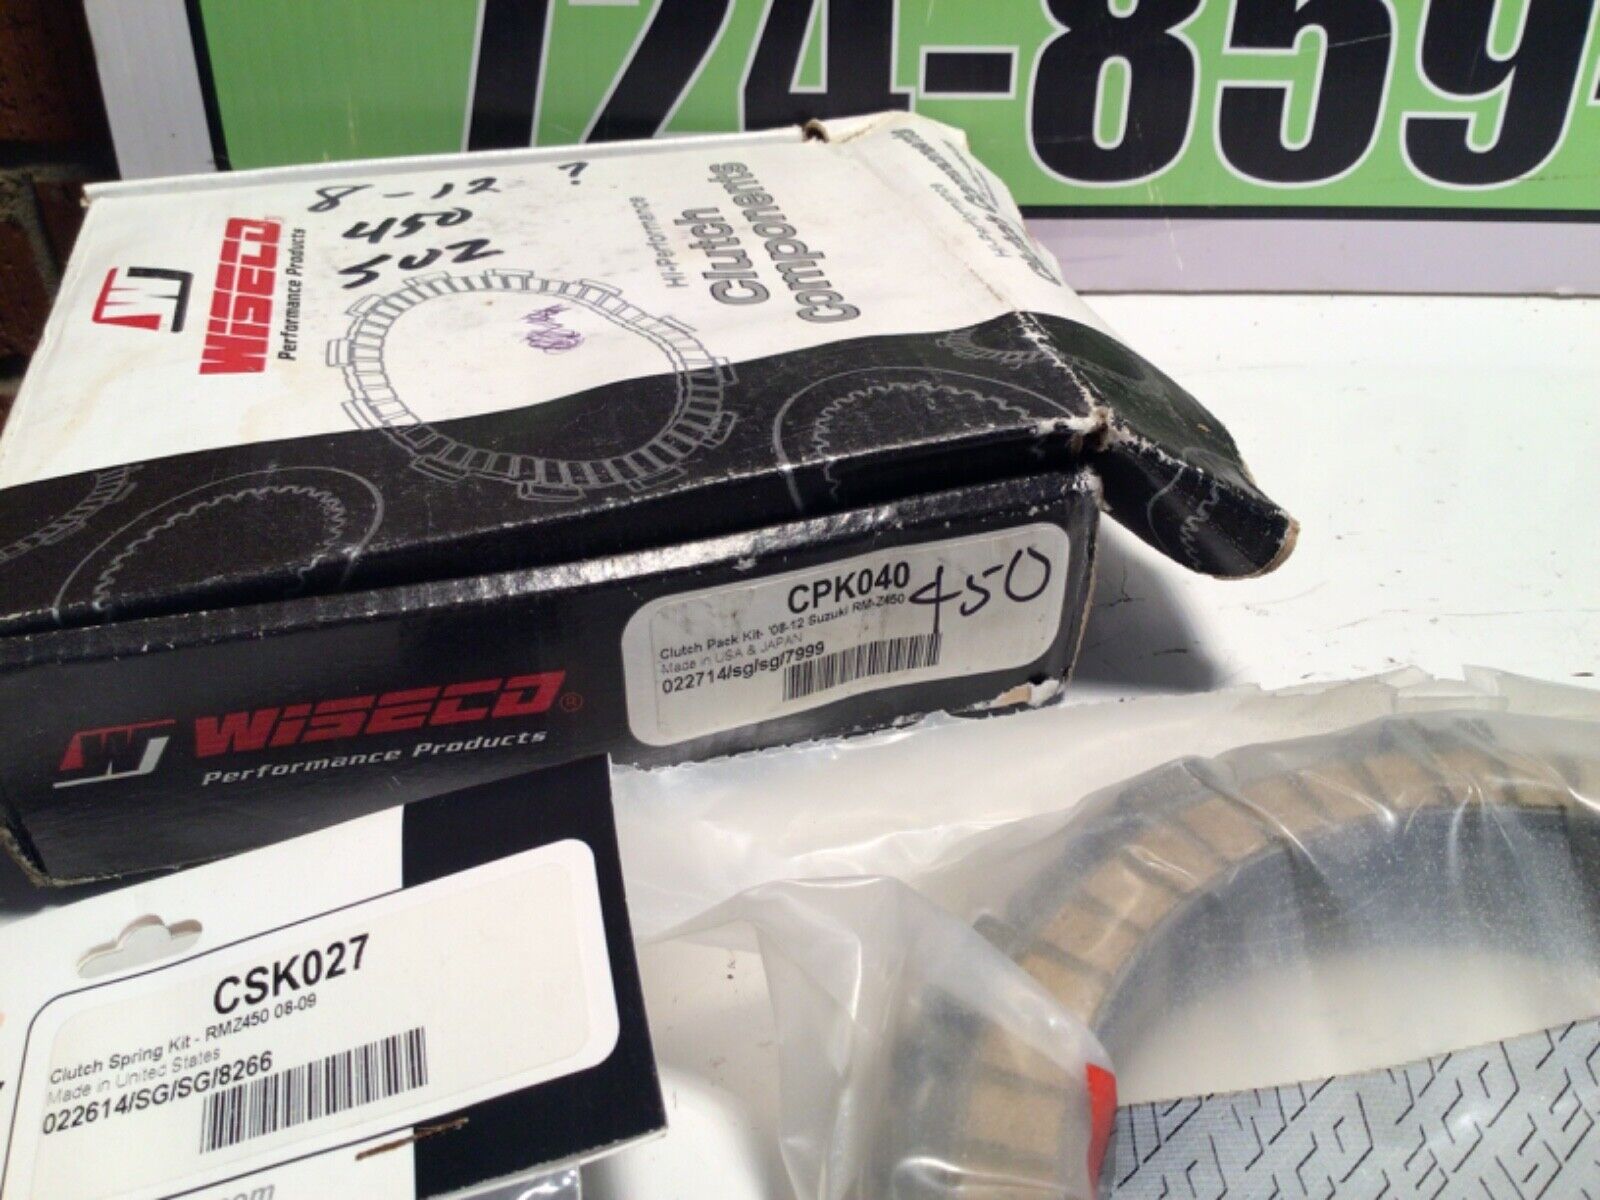 724-859
8-12 ?
450
SUZ
WISECO
Performance Products
Hi-Performance
Clutch
Components
CPK040
450
Clutch Pack Kit- '08-12 Suzuki RM-Z450
Made in USA & JAPAN
022714/sg/sg/7999
WISECO®
Performance Products
CSK027
Clutch Spring Kit - RMZ450 08-09
Made in United States
022614/SG/SG/8266